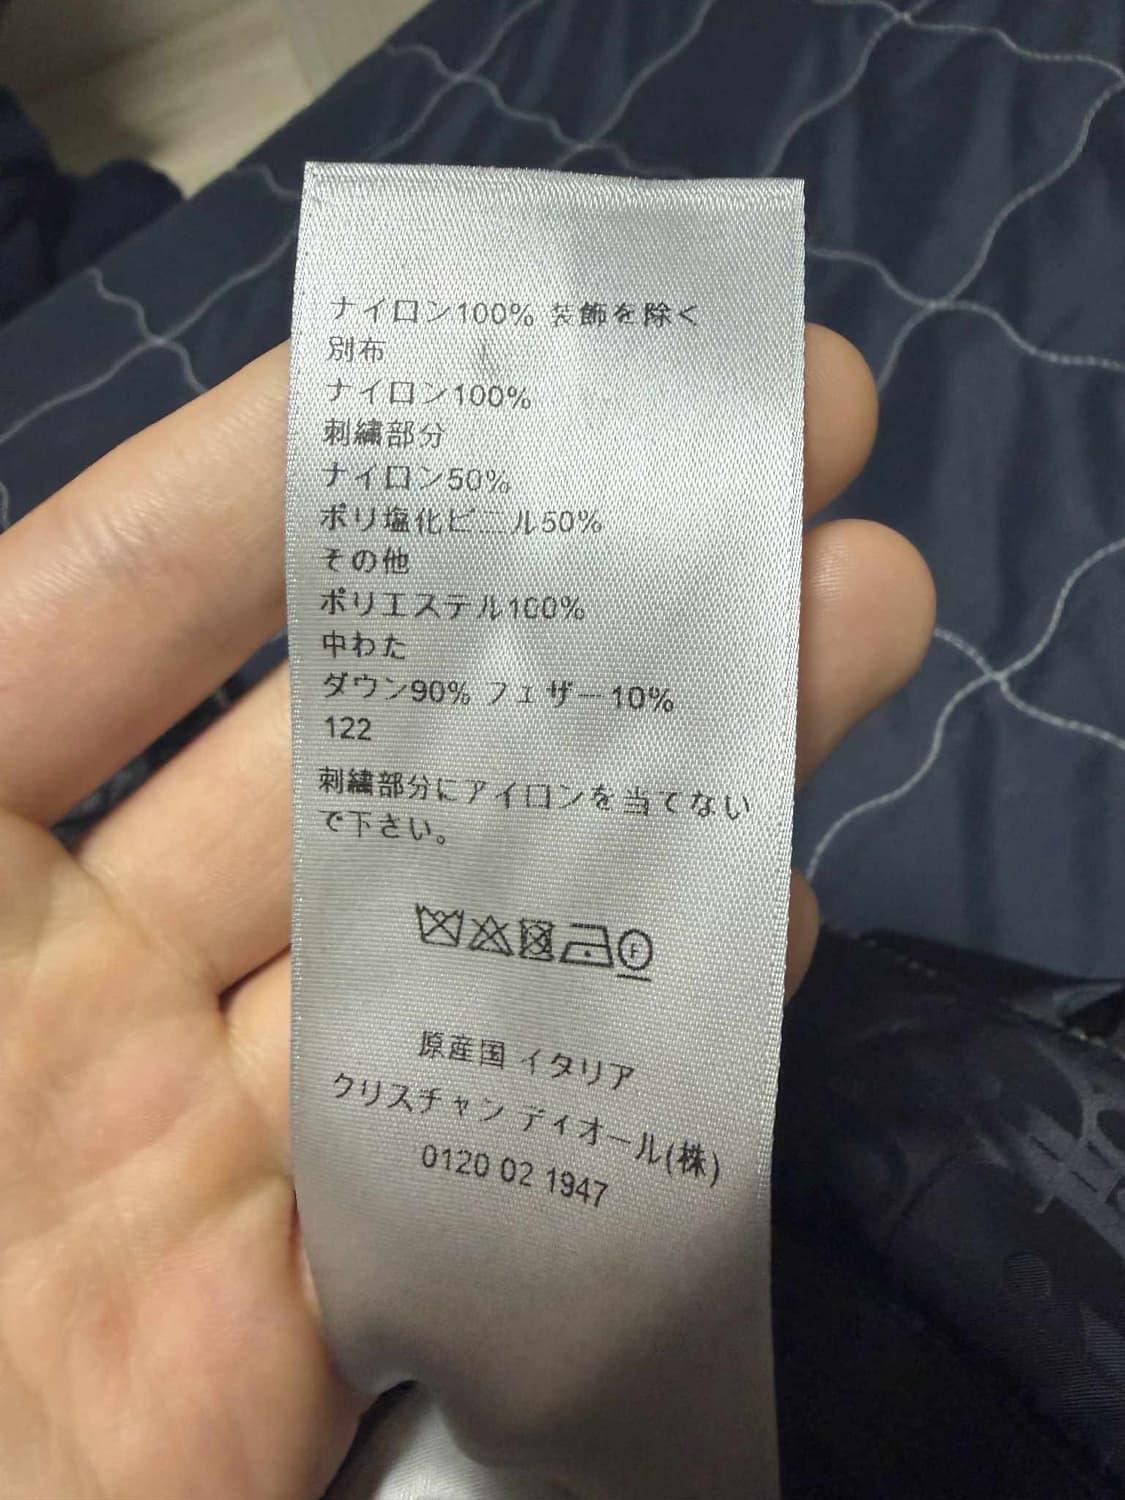 ナイロン100% 装飾を除く
別布
ナイロン100%
刺繍部分
ナイロン50%
ポリ塩化ビニル50%
その他
ポリエステル100%
中わた
ダウン90% フェザー10%
122
刺繍部分にアイロンを当てない
で下さい。
F
原産国 イタリア
クリスチャン ディオール(株)
0120 02 1947